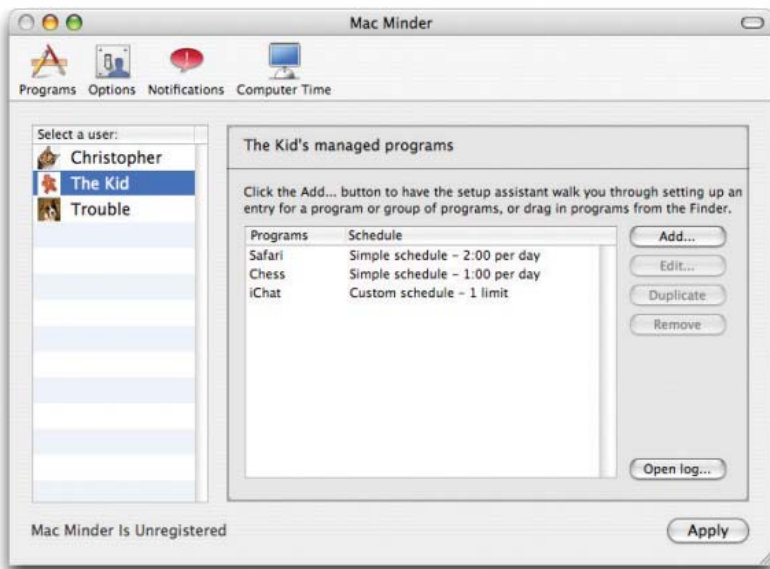 Mac Minder
Programs Options Notifications Computer Time
Select a user:
Christopher
The Kid
Trouble
The Kid's managed programs
Click the Add... button to have the setup assistant walk you through setting up an
entry for a program or group of programs, or drag in programs from the Finder.
Programs Schedule
Safari Simple schedule – 2:00 per day
Chess Simple schedule – 1:00 per day
iChat Custom schedule – 1 limit
Add...
Edit...
Duplicate
Remove
Open log...
Mac Minder Is Unregistered
Apply